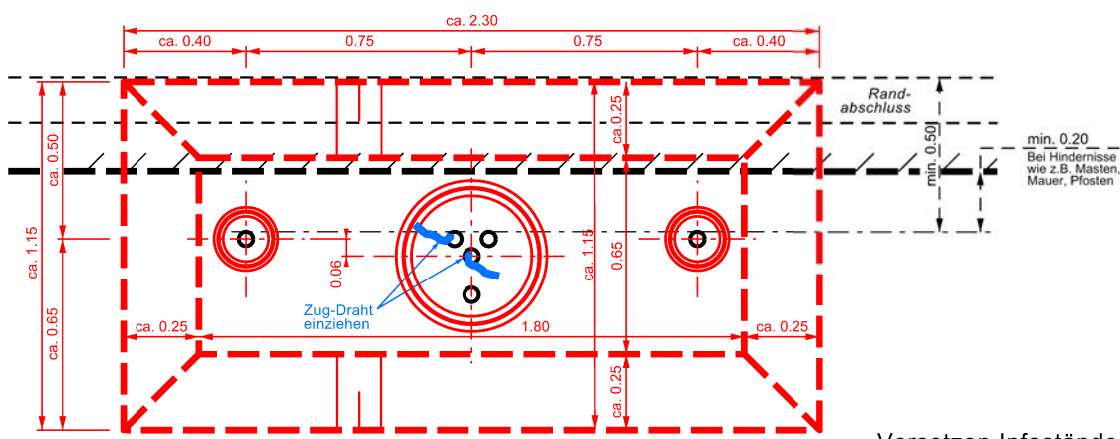 ca. 2.30
ca. 0.40
0.75
0.75
ca. 0.40
Rand-
abschluss
min. 0.50
min. 0.20
Bei Hindernisse
wie z.B. Masten,
Mauer, Pfosten
ca. 0.50
ca. 0.25
ca. 1.15
ca. 0.65
0.06
ca. 1.15
0.65
Zug-Draht
einziehen
ca. 0.25
1.80
ca. 0.25
ca. 0.25